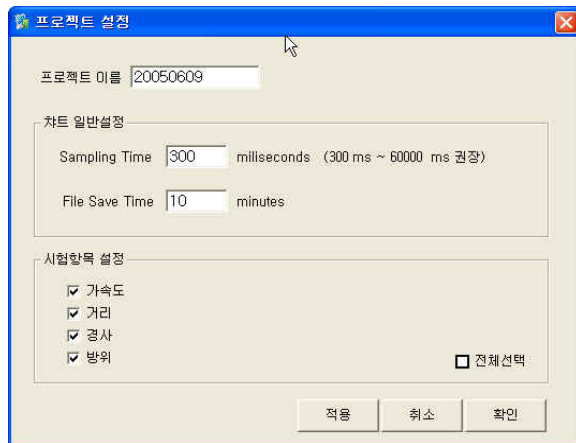 프로젝트 설정
프로젝트 이름 20050609
챠트 일반설정
Sampling Time 300 miliseconds (300 ms ~ 60000 ms 권장)
File Save Time 10 minutes
시험항목 설정
가속도
거리
경사
방위
전체선택
적용 취소 확인